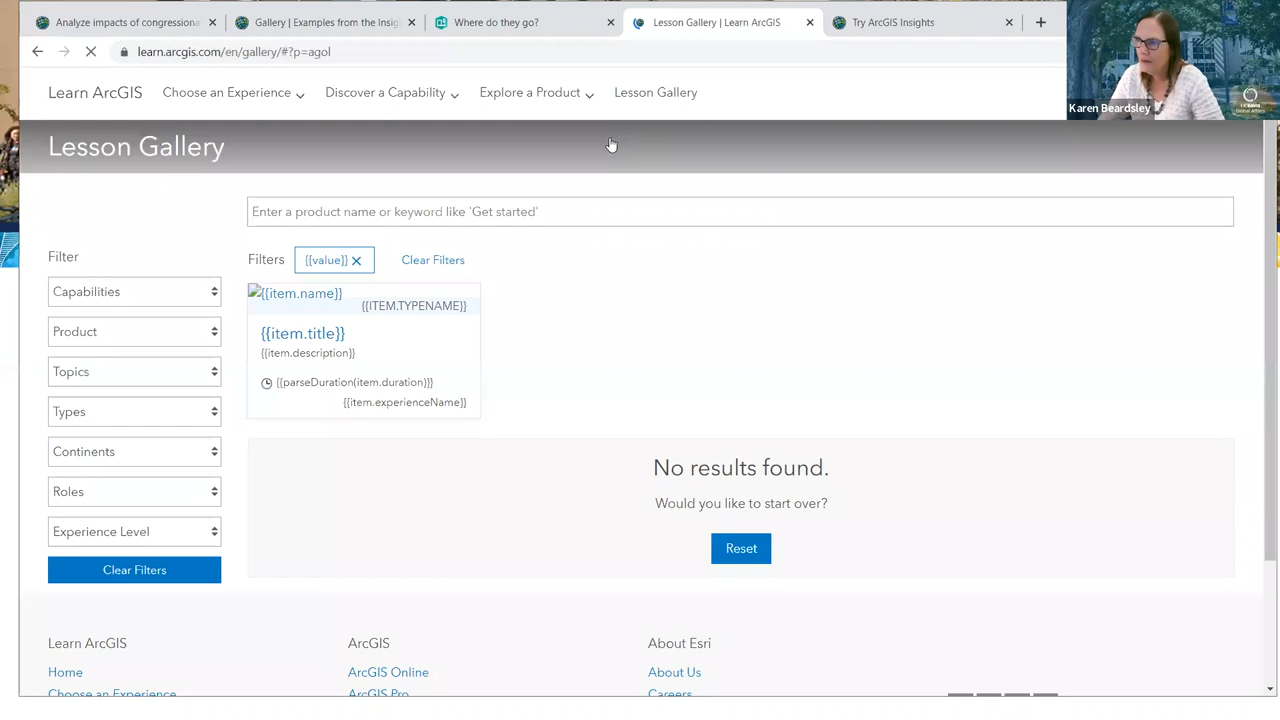 Analyze impacts of congressiona
Gallery | Examples from the Insig
Where do they go?
Lesson Gallery | Learn ArcGIS
Try ArcGIS Insights
learn.arcgis.com/en/gallery/#?p=agol
Learn ArcGIS
Choose an Experience
Discover a Capability
Explore a Product
Lesson Gallery
Karen Beardsley
UC DAVIS
Global Affairs
Lesson Gallery
Enter a product name or keyword like 'Get started'
Filter
Filters
{{value}}
Clear Filters
Capabilities
{{item.name}}
{{ITEM.TYPENAME}}
Product
{{item.title}}
{{item.description}}
Topics
{{parseDuration(item.duration)}}
{{item.experienceName}}
Types
Continents
No results found.
Roles
Would you like to start over?
Experience Level
Reset
Clear Filters
Learn ArcGIS
ArcGIS
About Esri
Home
ArcGIS Online
About Us
Choose an Experience
ArcGIS Pro
Careers